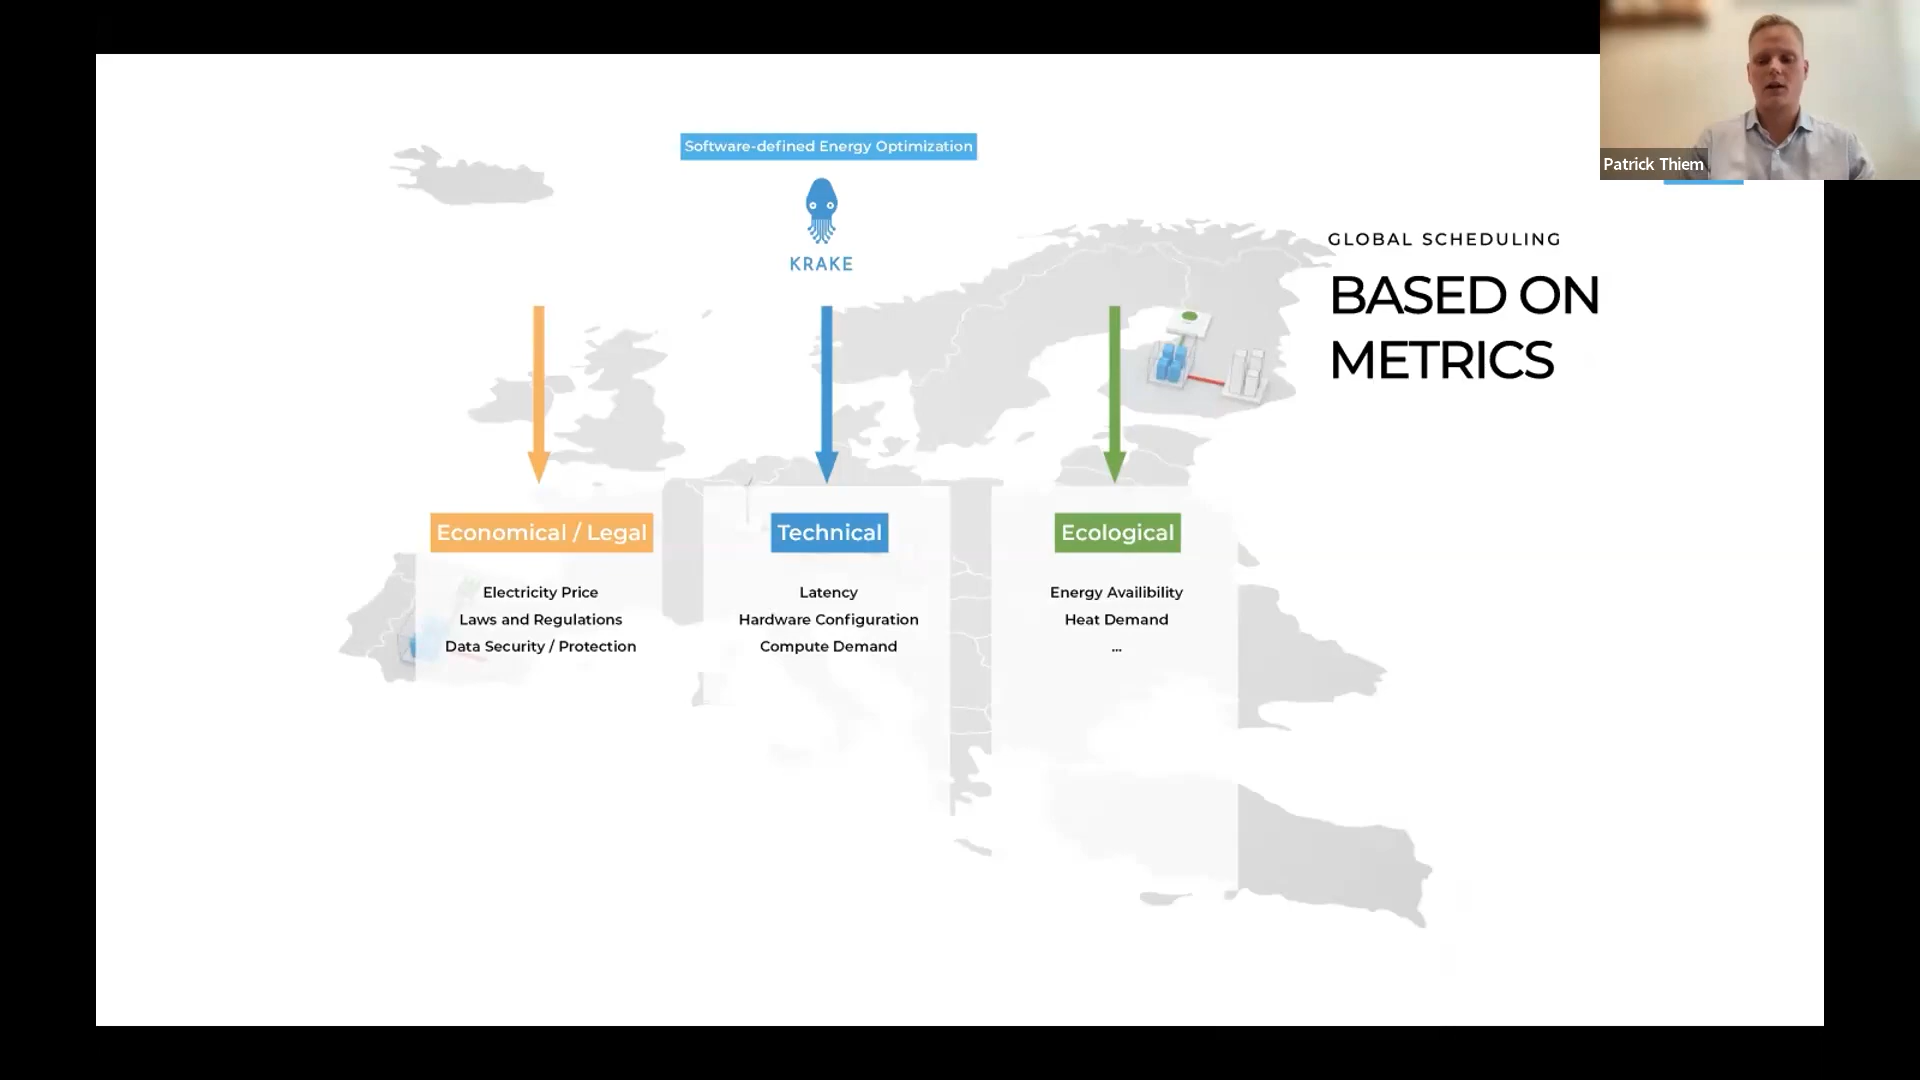 Patrick Thiem
Software-defined Energy Optimization
KRAKE
GLOBAL SCHEDULING
BASED ON
METRICS
Economical / Legal
Electricity Price
Laws and Regulations
Data Security / Protection
Technical
Latency
Hardware Configuration
Compute Demand
Ecological
Energy Availibility
Heat Demand
...